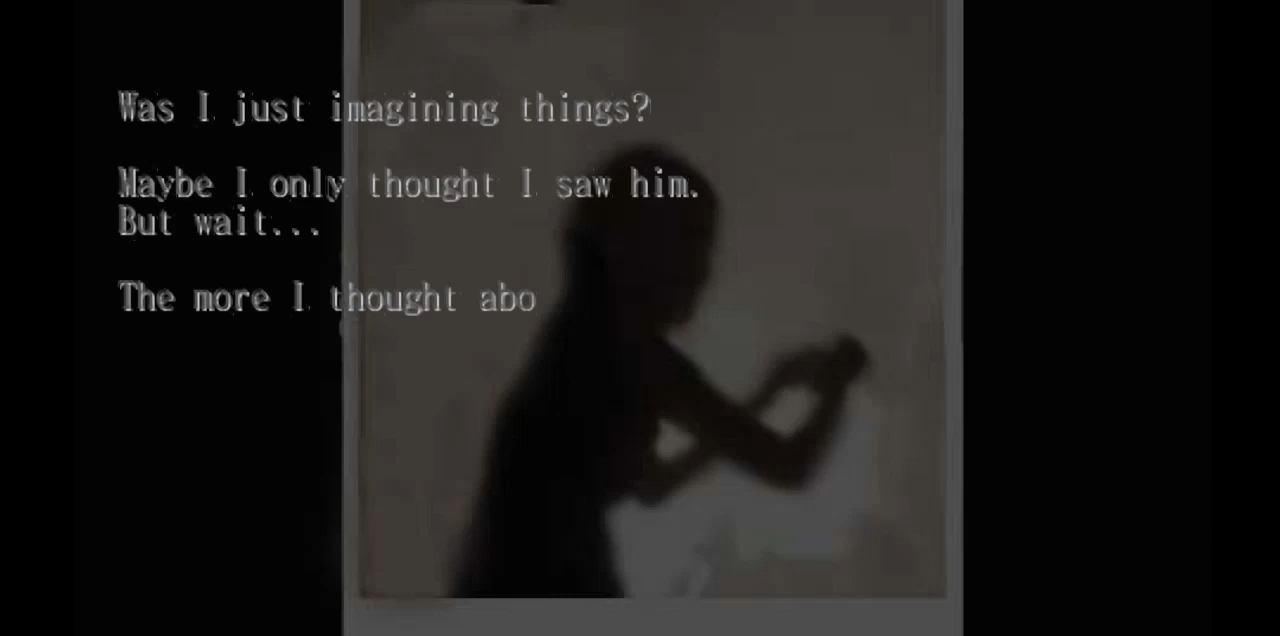 Was I just imagining things?
Maybe I only thought I saw him.
But wait...
The more I thought abo